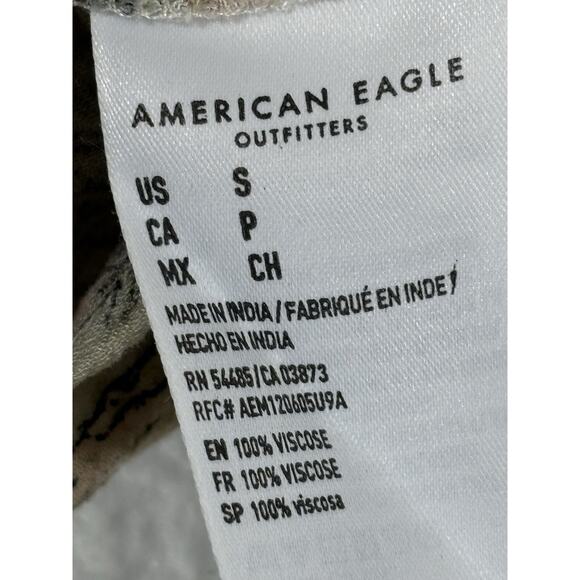 AMERICAN EAGLE
OUTFITTERS
US S
CA P
MX CH
MADE IN INDIA / FABRIQUÉ EN INDE /
HECHO EN INDIA
RN 54485/CA 03873
RFC# AEM120605U9A
EN 100% VISCOSE
FR 100% VISCOSE
SP 100% viscosa